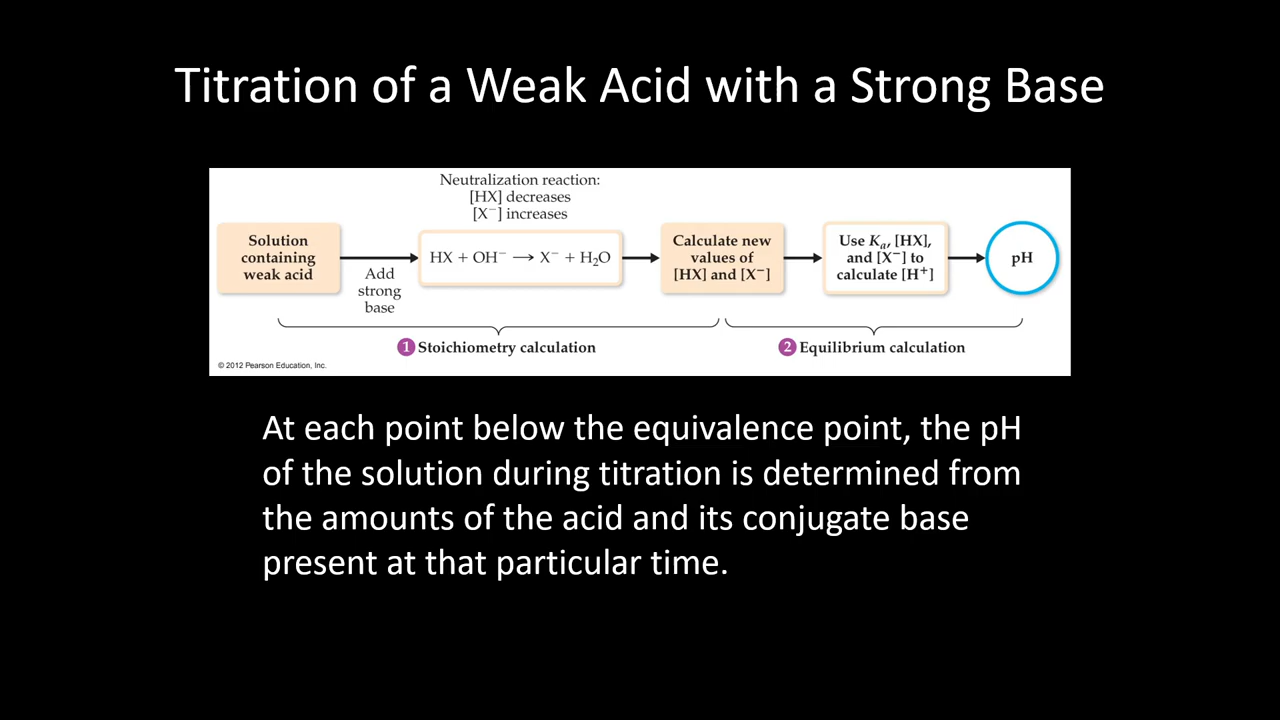 Titration of a Weak Acid with a Strong Base
Neutralization reaction:
[HX] decreases
[X⁻] increases
Solution
containing
weak acid
Add
strong
base
HX + OH⁻ ⟶ X⁻ + H₂O
Calculate new
values of
[HX] and [X⁻]
Use Kₐ, [HX],
and [X⁻] to
calculate [H⁺]
pH
1 Stoichiometry calculation
2 Equilibrium calculation
© 2012 Pearson Education, Inc.
At each point below the equivalence point, the pH
of the solution during titration is determined from
the amounts of the acid and its conjugate base
present at that particular time.